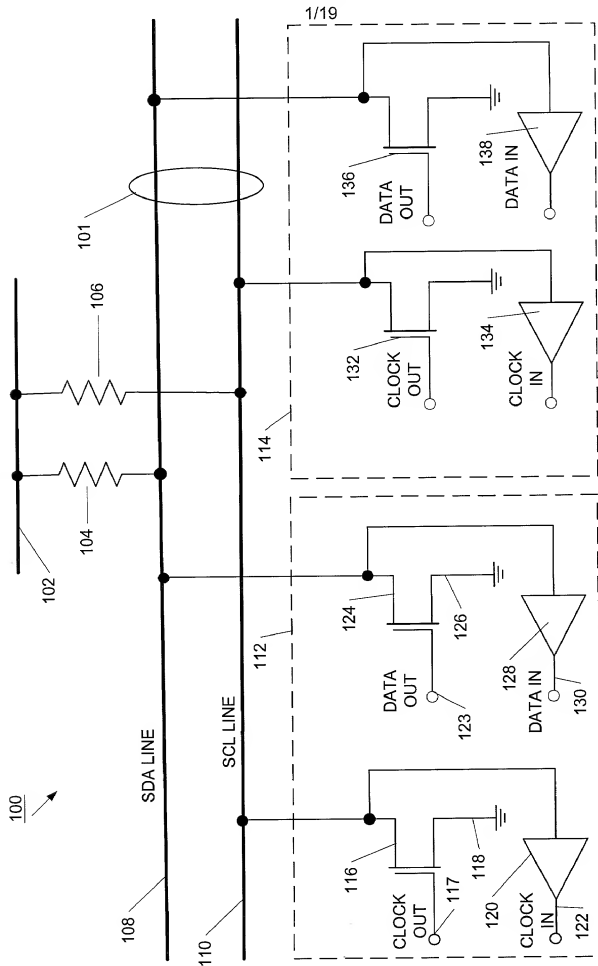 1/19
100
102
104
106
101
108
SDA LINE
110
SCL LINE
112
114
116
CLOCK
OUT
117
118
120
CLOCK
IN
122
124
DATA
OUT
123
126
128
DATA IN
130
132
CLOCK
OUT
134
CLOCK
IN
136
DATA
OUT
138
DATA IN